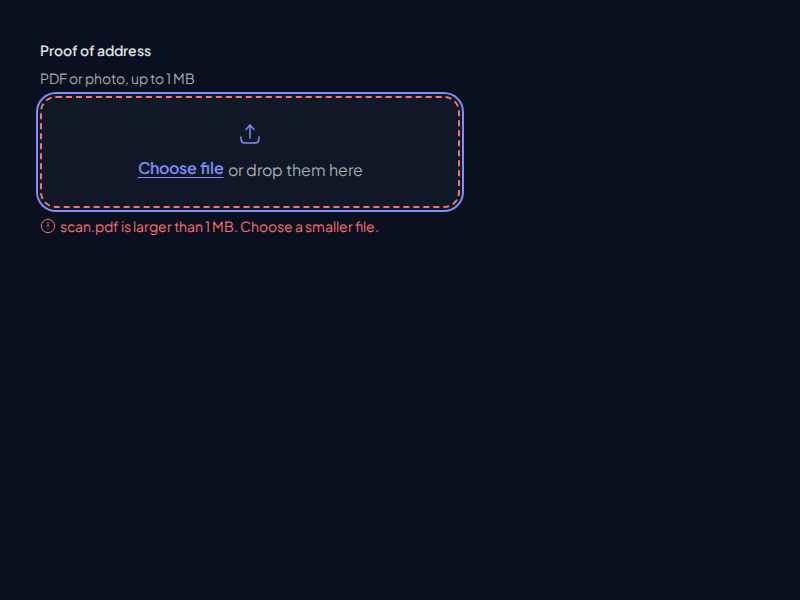 Proof of address
PDF or photo, up to 1 MB
Choose file or drop them here
scan.pdf is larger than 1 MB. Choose a smaller file.